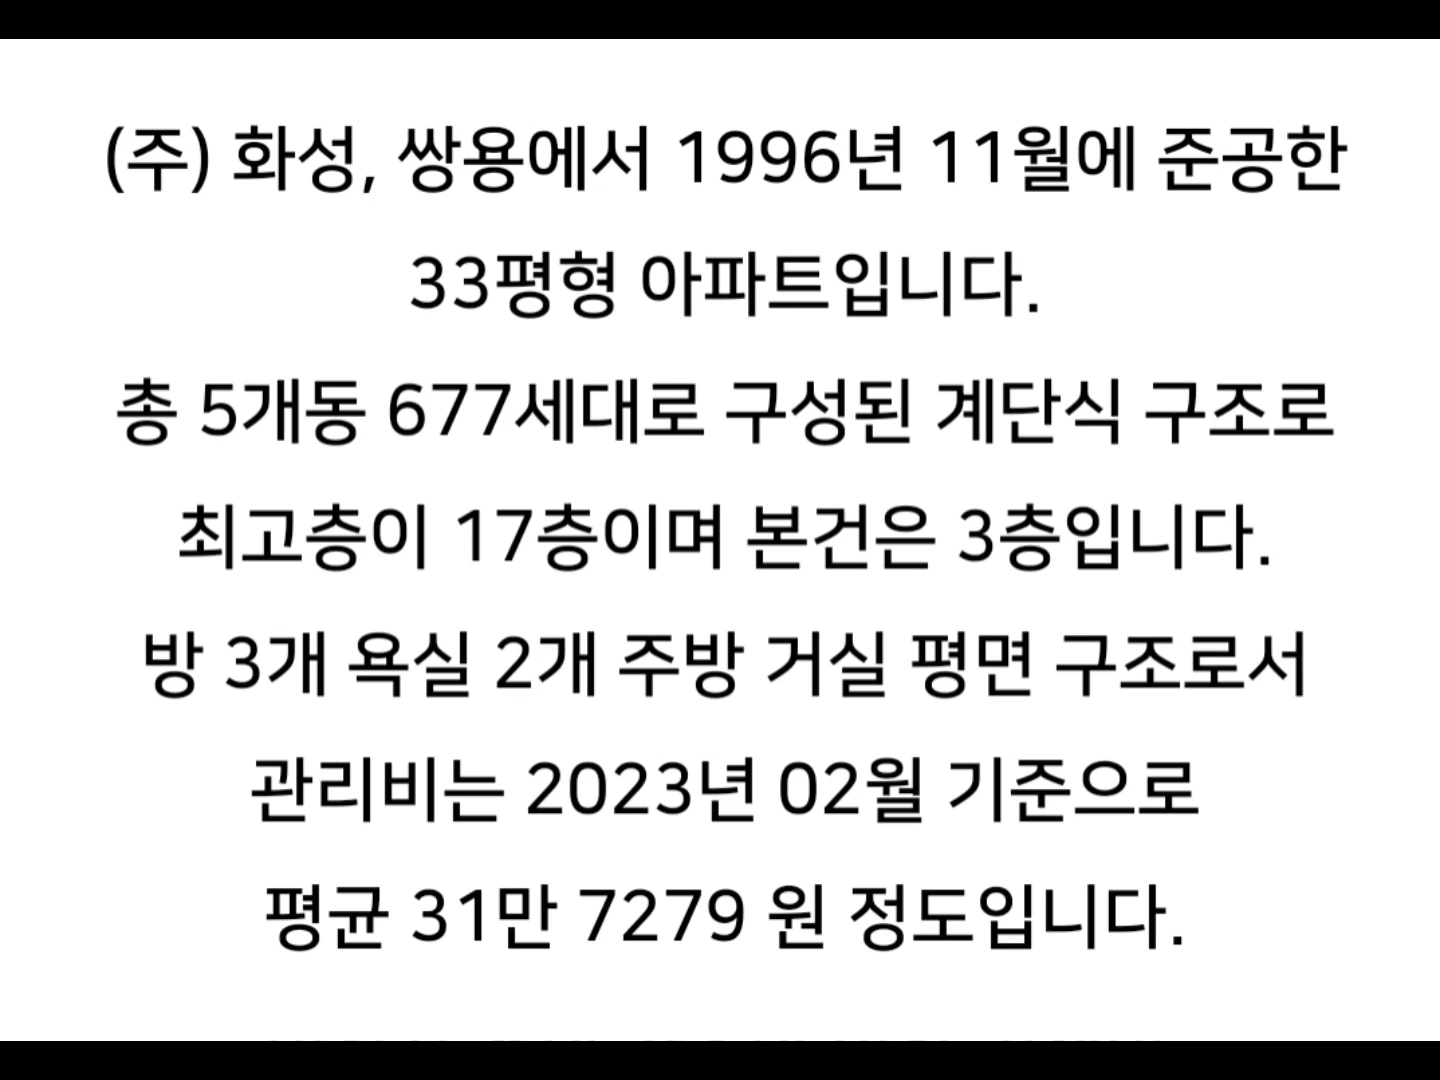 (주) 화성, 쌍용에서 1996년 11월에 준공한
33평형 아파트입니다.
총 5개동 677세대로 구성된 계단식 구조로
최고층이 17층이며 본건은 3층입니다.
방 3개 욕실 2개 주방 거실 평면 구조로서
관리비는 2023년 02월 기준으로
평균 31만 7279 원 정도입니다.